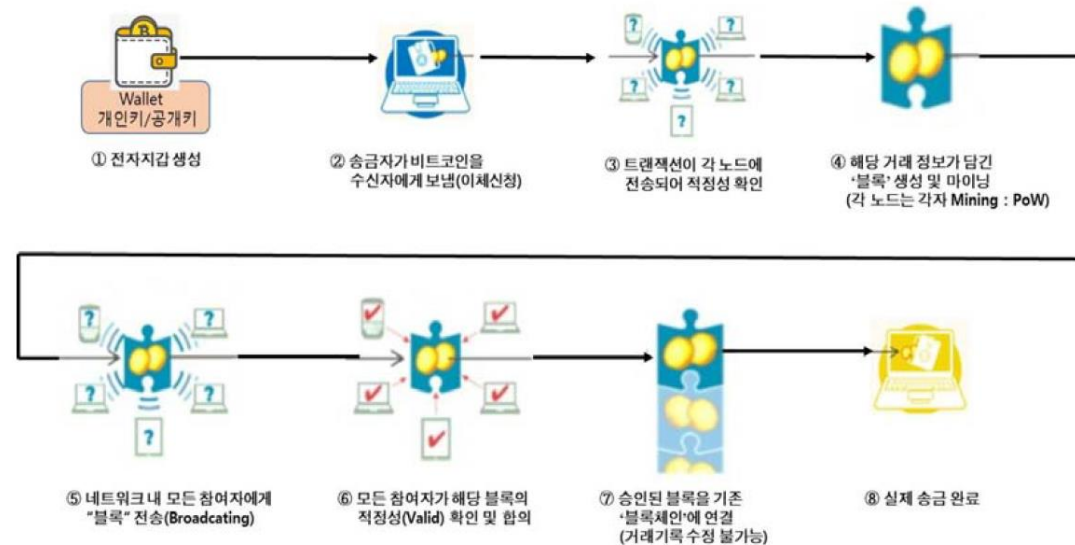 Wallet
개인키/공개키
① 전자지갑 생성
② 송금자가 비트코인을
수신자에게 보냄(이체신청)
③ 트랜잭션이 각 노드에
전송되어 적정성 확인
④ 해당 거래 정보가 담긴
‘블록’ 생성 및 마이닝
(각 노드는 각자 Mining : PoW)
⑤ 네트워크 내 모든 참여자에게
“블록” 전송(Broadcating)
⑥ 모든 참여자가 해당 블록의
적정성(Valid) 확인 및 합의
⑦ 승인된 블록을 기존
‘블록체인’에 연결
(거래기록 수정 불가능)
⑧ 실제 송금 완료